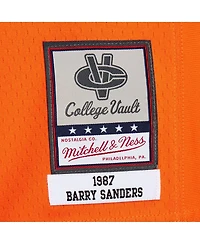 College Vault
NOSTALGIA CO.
Mitchell & Ness
PHILADELPHIA, PA.
1987
BARRY SANDERS